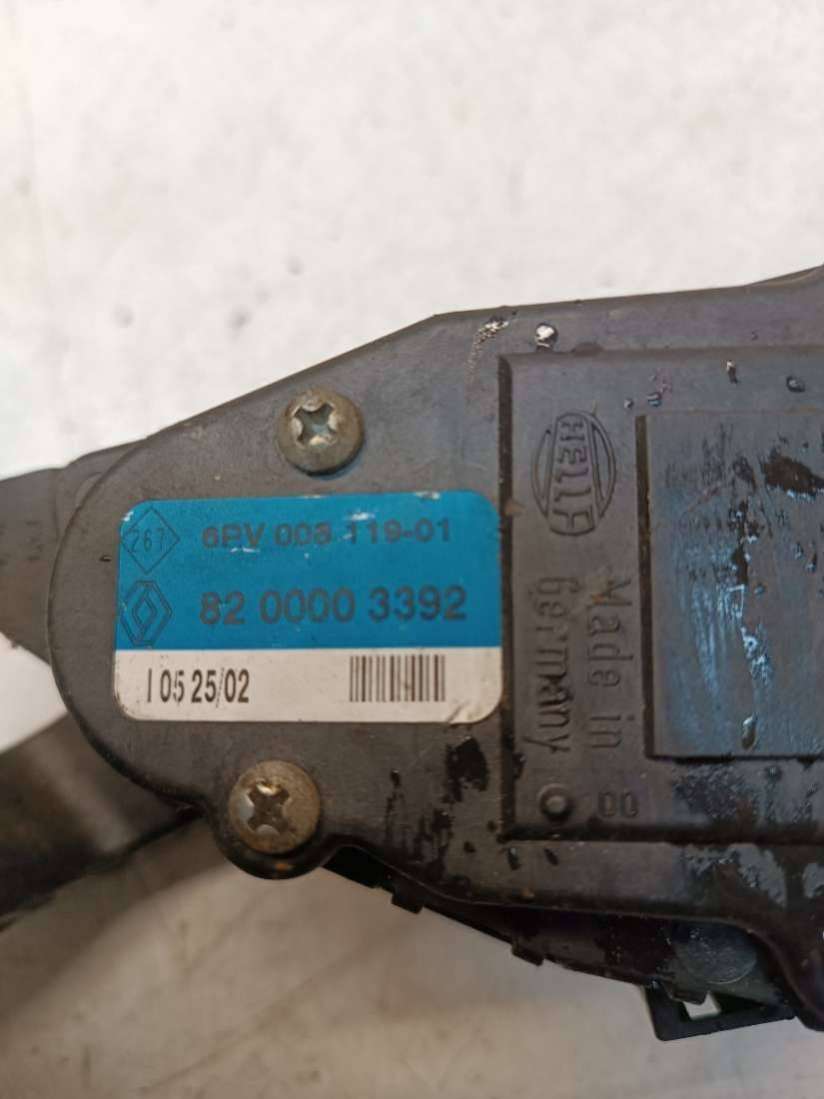 267
6PV 008 119-01
82 0000 3392
I 05 25/02
HELLA
Made in
Germany
00